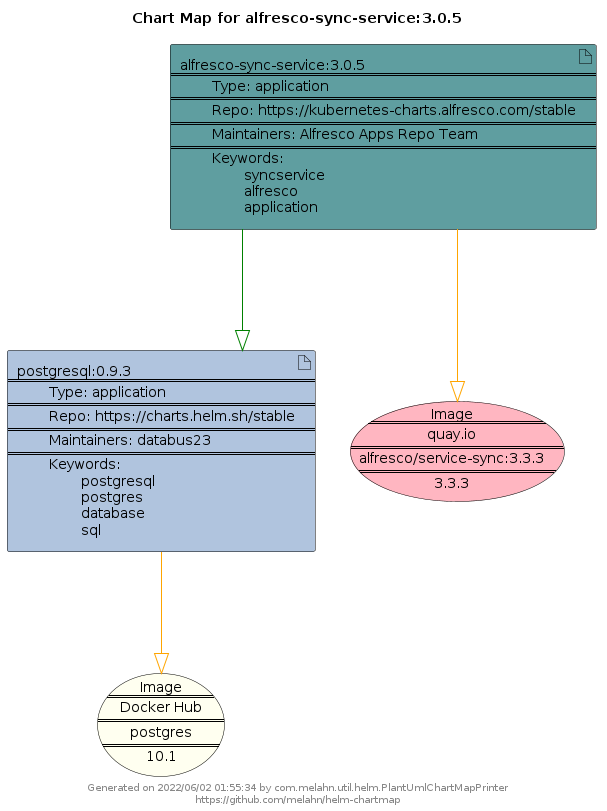 Chart Map for alfresco-sync-service:3.0.5
alfresco-sync-service:3.0.5
Type: application
Repo: https://kubernetes-charts.alfresco.com/stable
Maintainers: Alfresco Apps Repo Team
Keywords:
syncservice
alfresco
application
postgresql:0.9.3
Type: application
Repo: https://charts.helm.sh/stable
Maintainers: databus23
Keywords:
postgresql
postgres
database
sql
Image
quay.io
alfresco/service-sync:3.3.3
3.3.3
Image
Docker Hub
postgres
10.1
Generated on 2022/06/02 01:55:34 by com.melahn.util.helm.PlantUmlChartMapPrinter
https://github.com/melahn/helm-chartmap